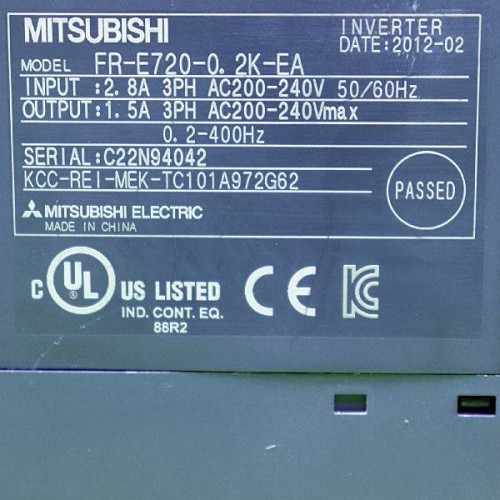 MITSUBISHI
INVERTER
DATE:2012-02
MODEL FR-E720-0.2K-EA
INPUT :2.8A 3PH AC200-240V 50/60Hz
OUTPUT:1.5A 3PH AC200-240Vmax
0.2-400Hz
SERIAL:C22N94042
KCC-REI-MEK-TC101A972G62
PASSED
MITSUBISHI ELECTRIC
MADE IN CHINA
C UL US LISTED
IND. CONT. EQ.
88R2
CE
KC